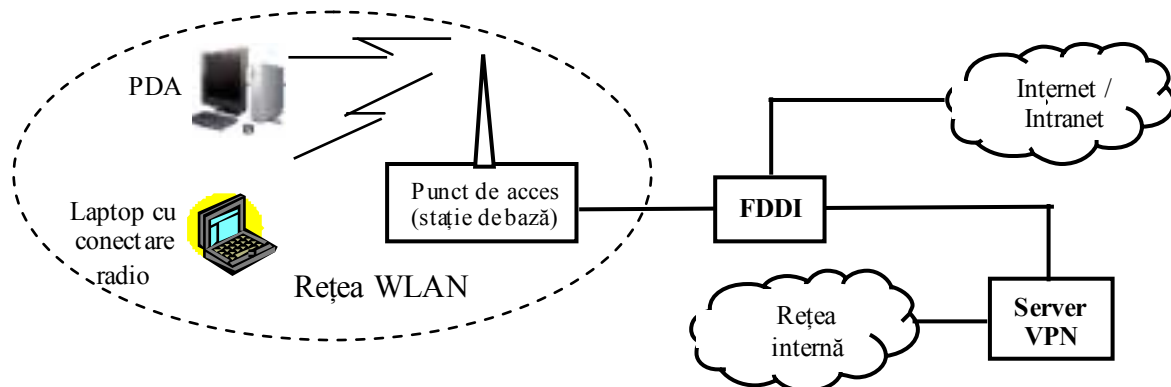 PDA
Laptop cu
conectare
radio
Rețea WLAN
Punct de acces
(stație de bază)
FDDI
Internet /
Intranet
Rețea
internă
Server
VPN